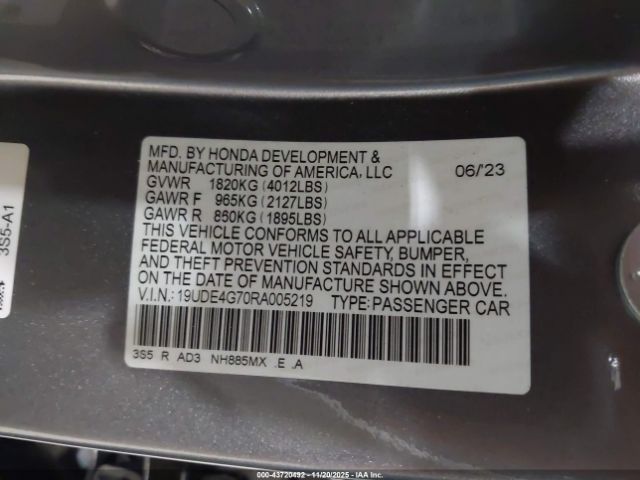 MFD. BY HONDA DEVELOPMENT &
MANUFACTURING OF AMERICA, LLC 06/'23
GVWR 1820KG (4012LBS)
GAWR F 965KG (2127LBS)
GAWR R 860KG (1895LBS)
THIS VEHICLE CONFORMS TO ALL APPLICABLE
FEDERAL MOTOR VEHICLE SAFETY, BUMPER,
AND THEFT PREVENTION STANDARDS IN EFFECT
ON THE DATE OF MANUFACTURE SHOWN ABOVE.
V.I.N.: 19UDE4G70RA005219 TYPE: PASSENGER CAR
3S5 R AD3 NH885MX .E .A
3S5-A1
00-43720492 - 11/20/2025 - IAA Inc.